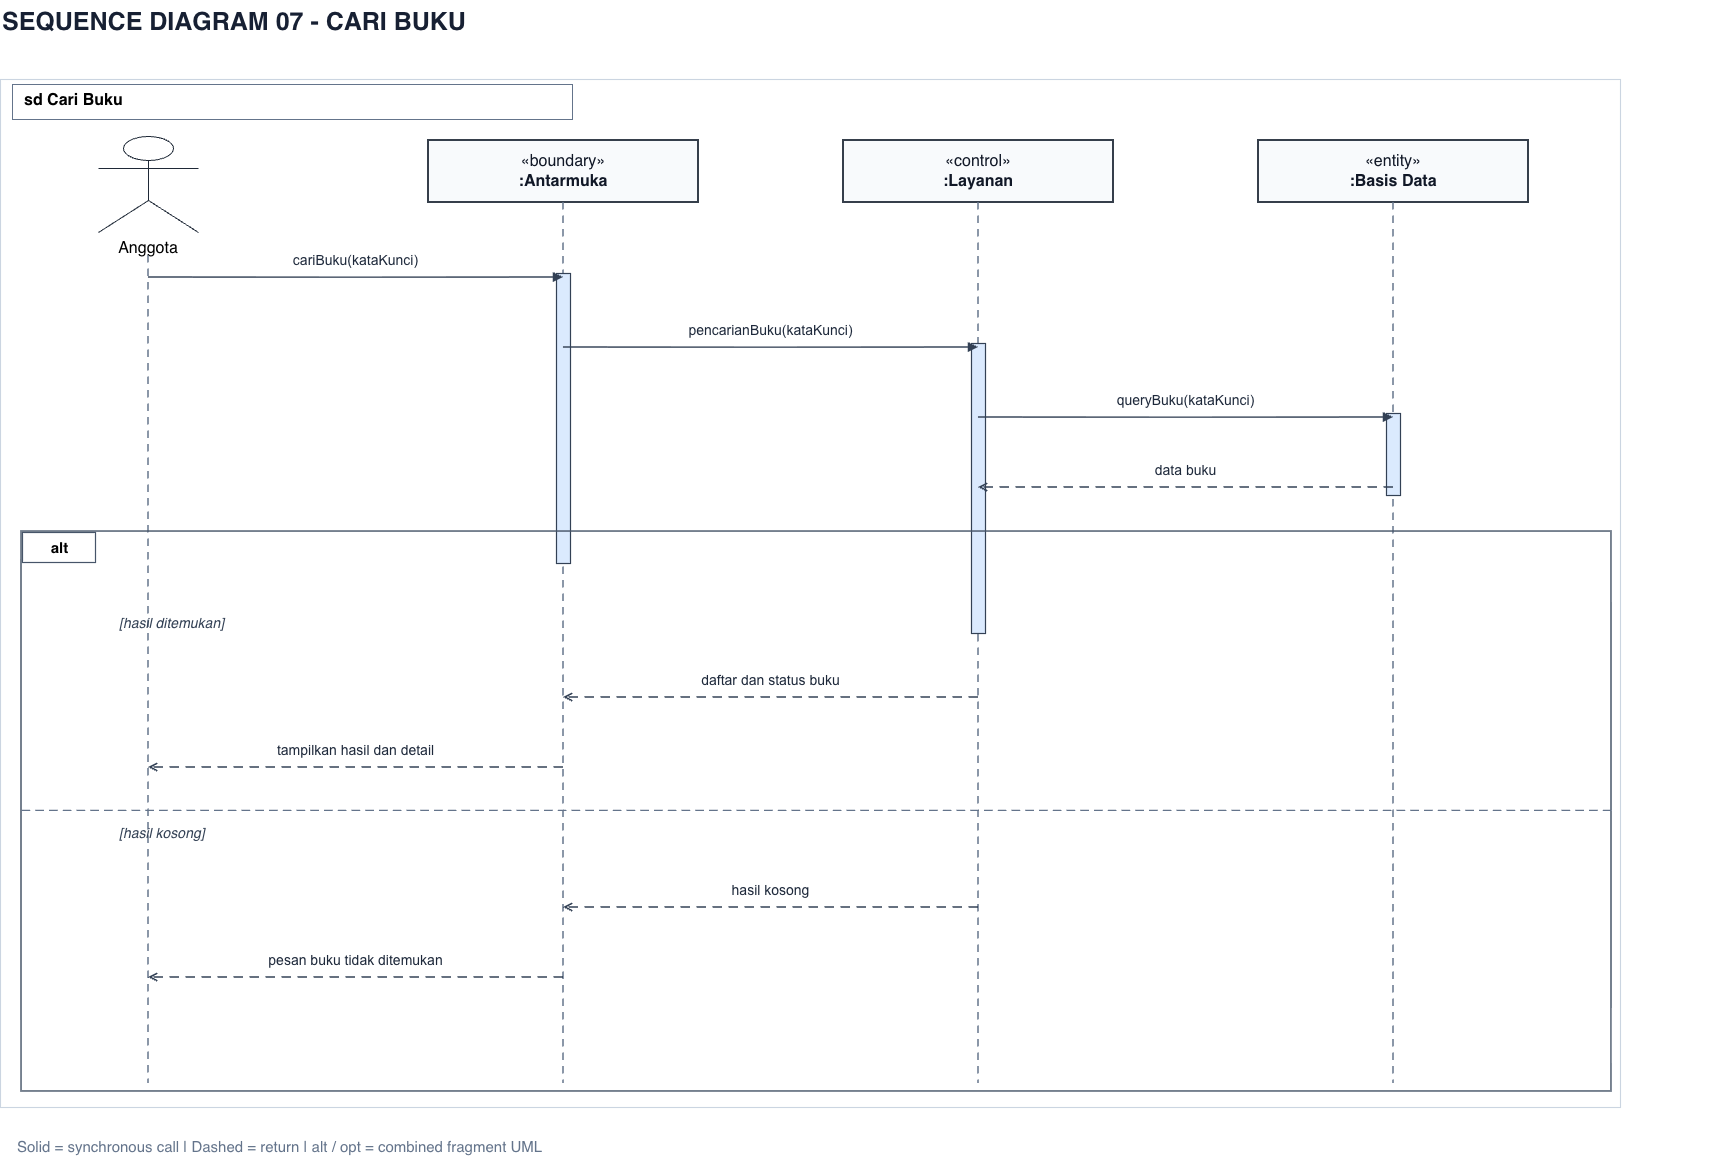 SEQUENCE DIAGRAM 07 - CARI BUKU
sd Cari Buku
«boundary»
:Antarmuka
«control»
:Layanan
«entity»
:Basis Data
Anggota
cariBuku(kataKunci)
pencarianBuku(kataKunci)
queryBuku(kataKunci)
data buku
alt
[hasil ditemukan]
daftar dan status buku
tampilkan hasil dan detail
[hasil kosong]
hasil kosong
pesan buku tidak ditemukan
Solid = synchronous call | Dashed = return | alt / opt = combined fragment UML